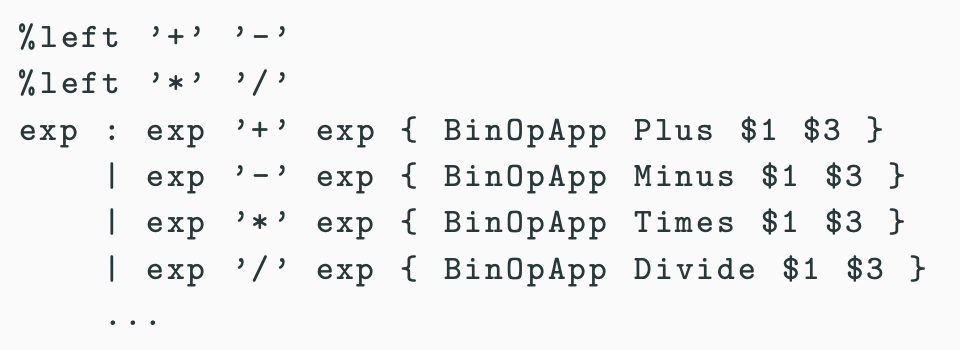 %left ’+’ ’-’
%left ’*’ ’/’
exp : exp ’+’ exp { BinOpApp Plus $1 $3 }
    | exp ’-’ exp { BinOpApp Minus $1 $3 }
    | exp ’*’ exp { BinOpApp Times $1 $3 }
    | exp ’/’ exp { BinOpApp Divide $1 $3 }
    ...